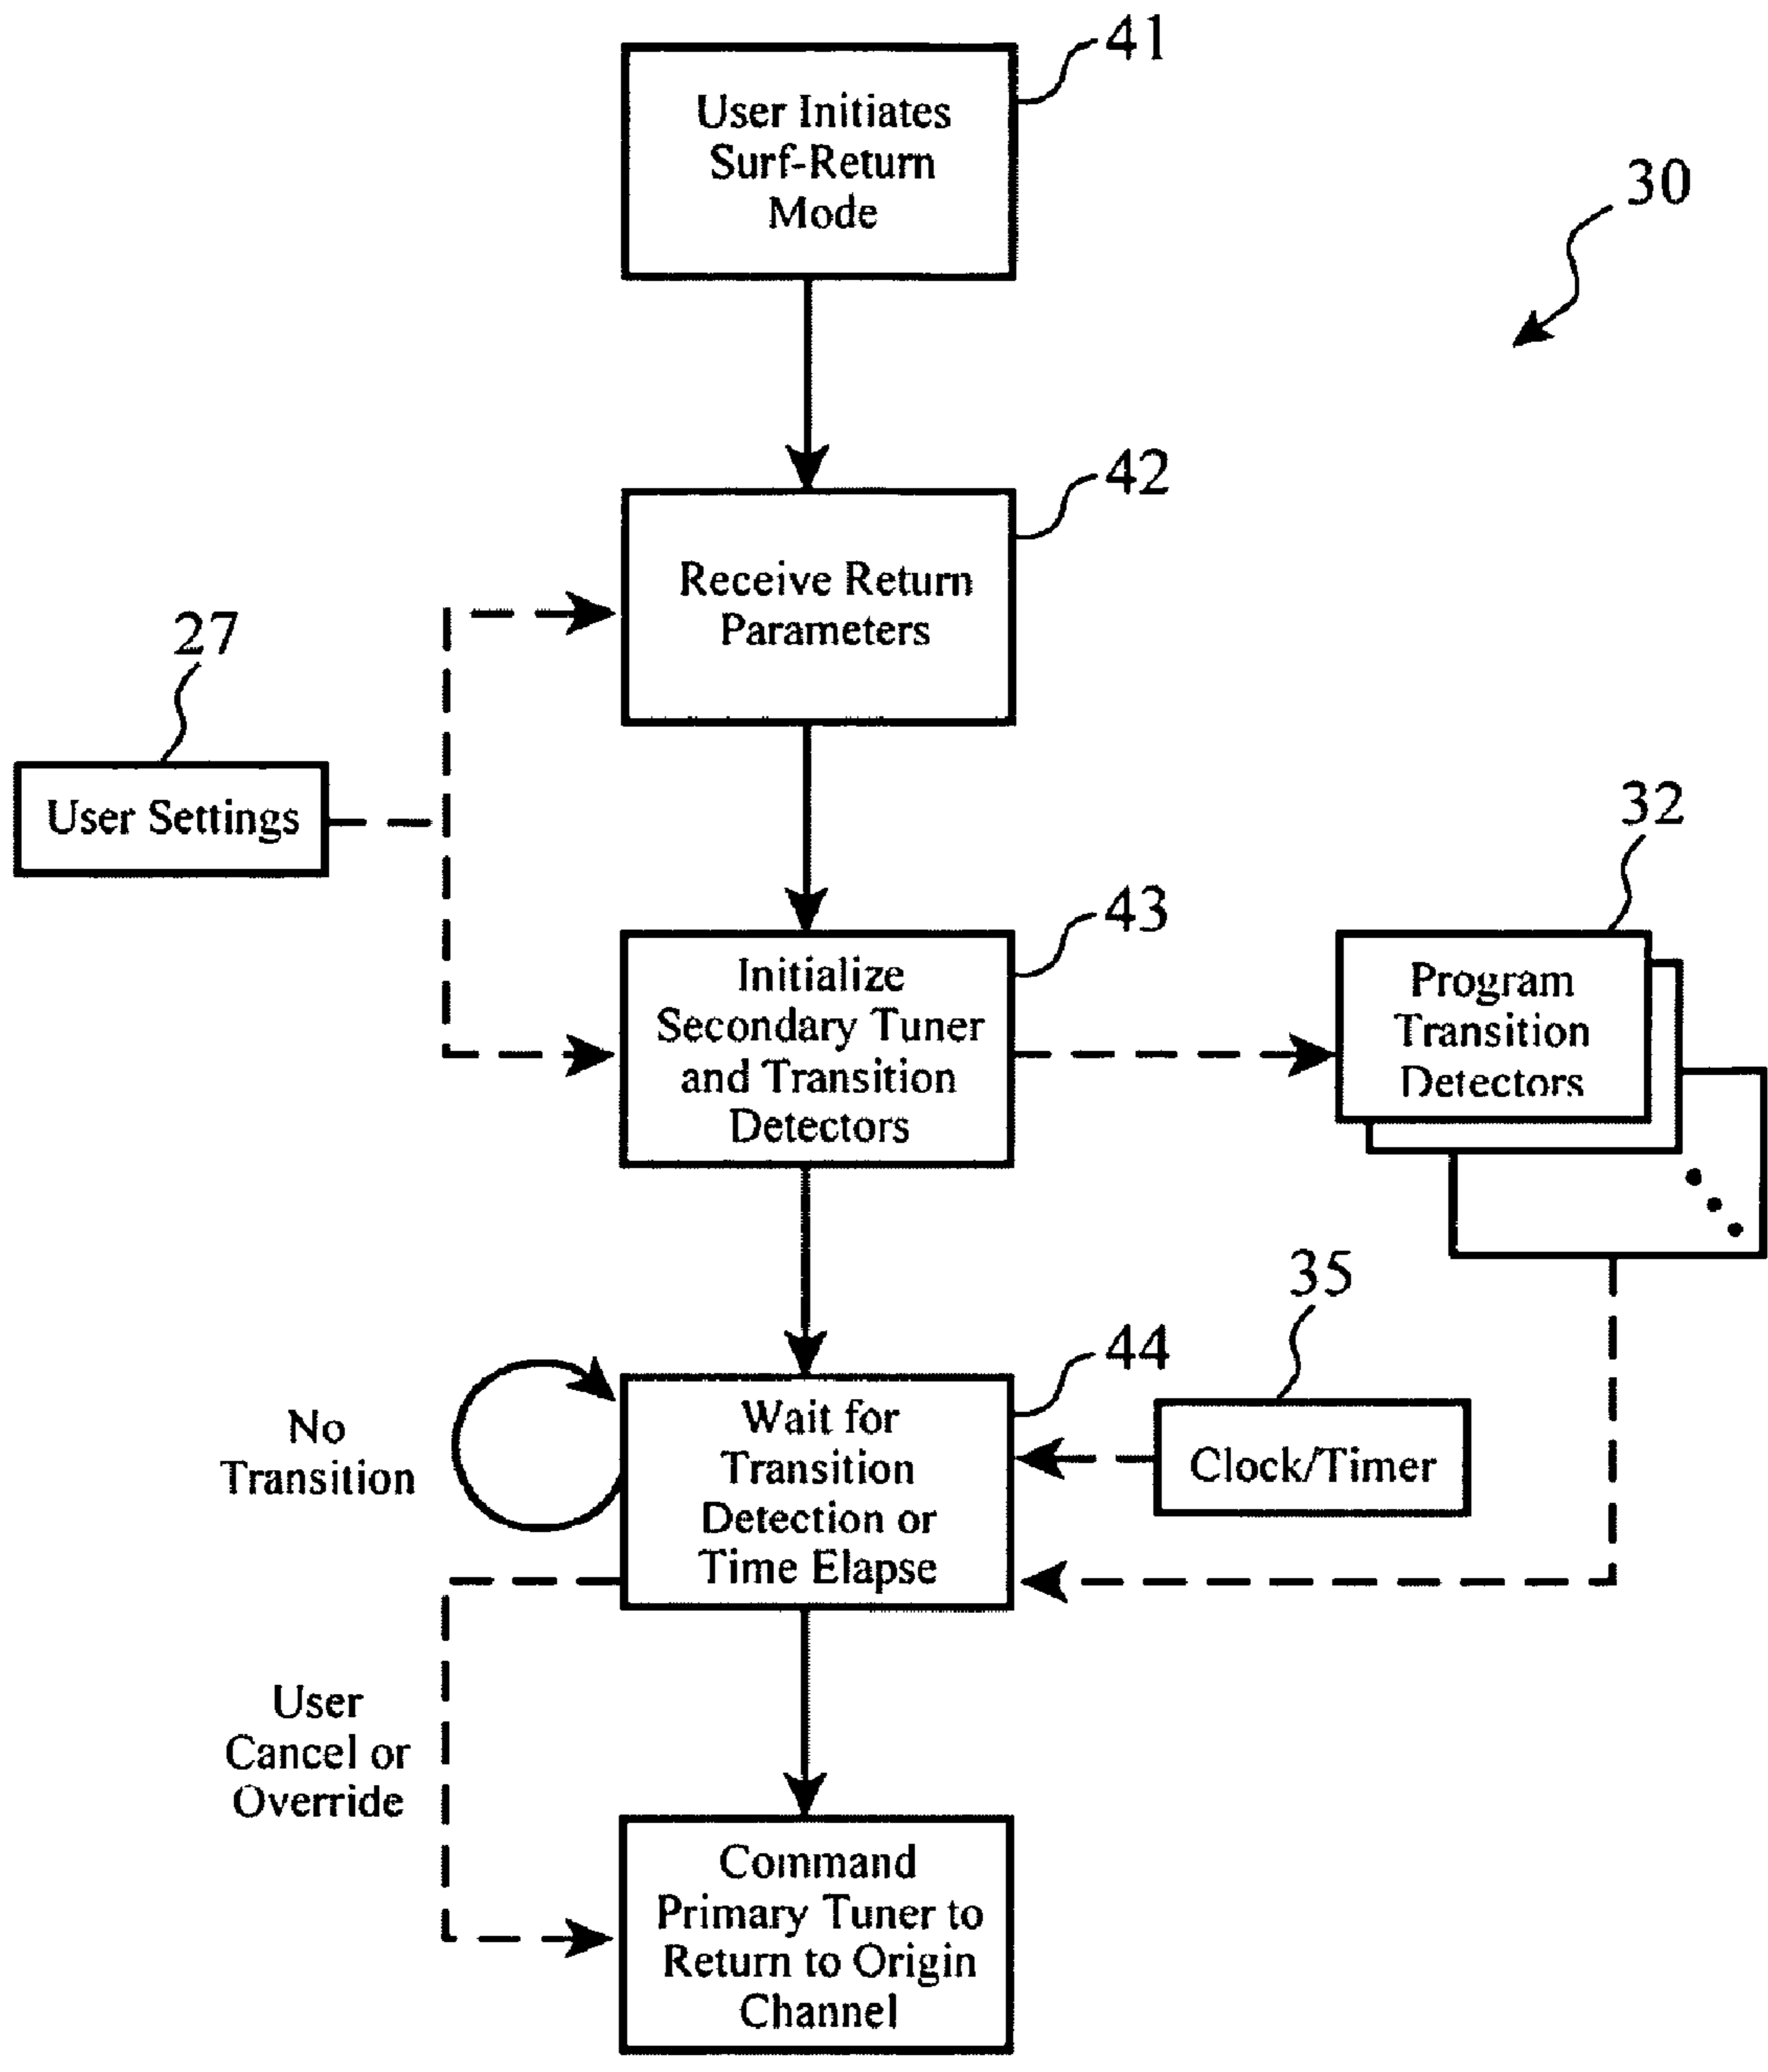 41
User Initiates
Surf-Return
Mode
30
42
Receive Return
Parameters
27
User Settings
32
43
Initialize
Secondary Tuner
and Transition
Detectors
Program
Transition
Detectors
35
44
No
Transition
Wait for
Transition
Detection or
Time Elapse
Clock/Timer
User
Cancel or
Override
Command
Primary Tuner to
Return to Origin
Channel